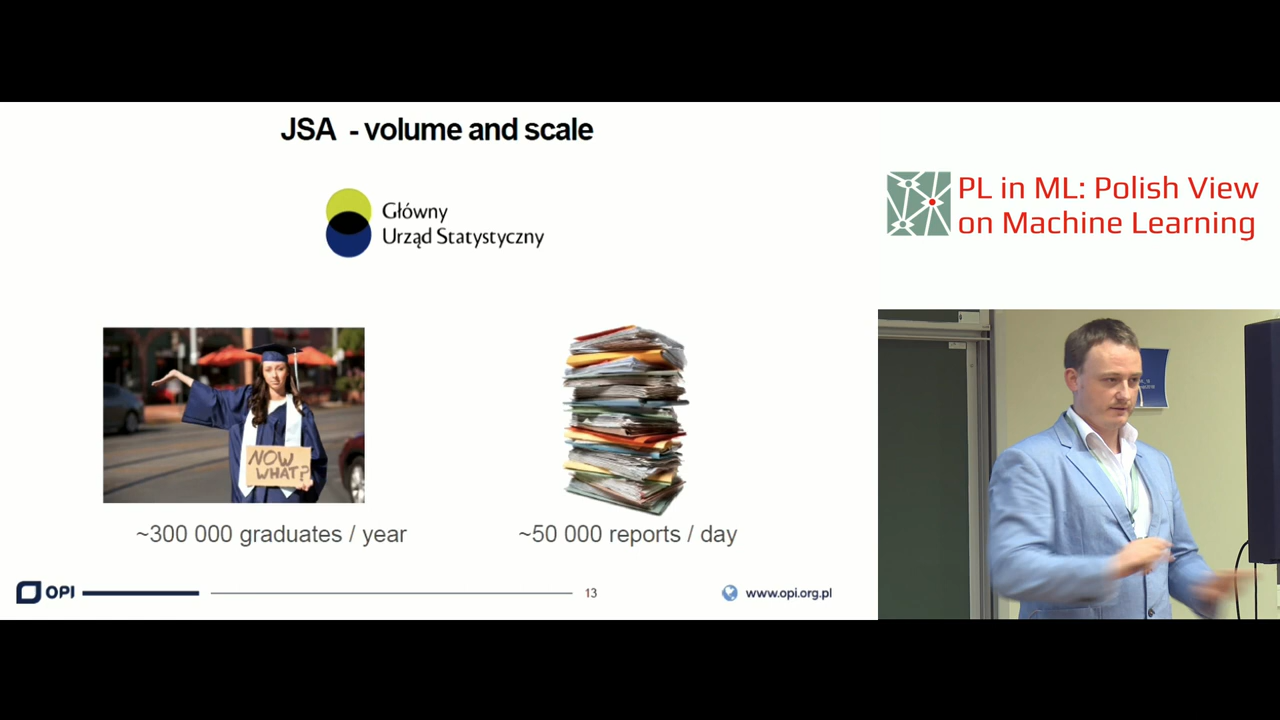 JSA - volume and scale
Główny
Urząd Statystyczny
PL in ML: Polish View
on Machine Learning
NOW
WHAT?
~300 000 graduates / year
~50 000 reports / day
OPI
13
www.opi.org.pl